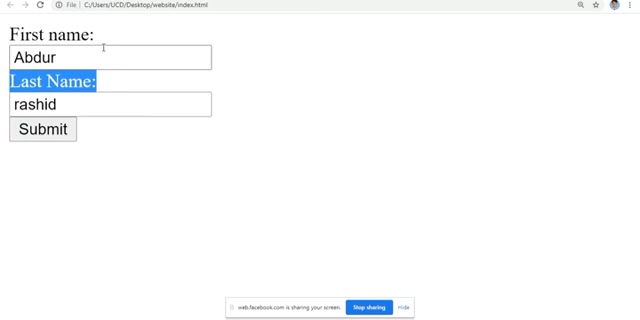 File C:/Users/UCD/Desktop/website/index.html
First name:
Abdur
Last Name:
rashid
Submit
web.facebook.com is sharing your screen.
Stop sharing
Hide